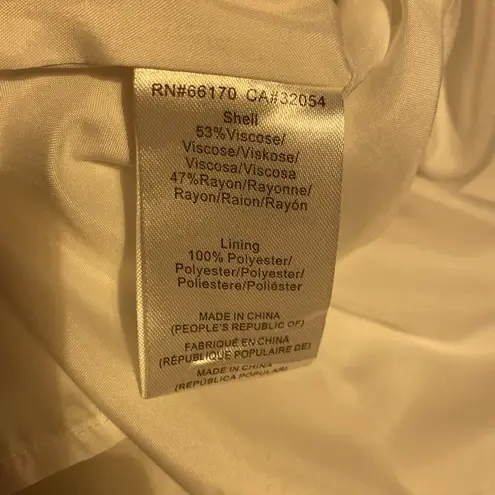 RN#66170 CA#32054
Shell
53%Viscose/
Viscose/Viskose/
Viscosa/Viscosa
47%Rayon/Rayonne/
Rayon/Raion/Rayón
Lining
100% Polyester/
Polyester/Polyester/
Poliestere/Poliéster
MADE IN CHINA
(PEOPLE'S REPUBLIC OF)
FABRIQUÉ EN CHINA
(RÉPUBLIQUE POPULAIRE DE)
MADE IN CHINA
(REPÚBLICA POPULAR)